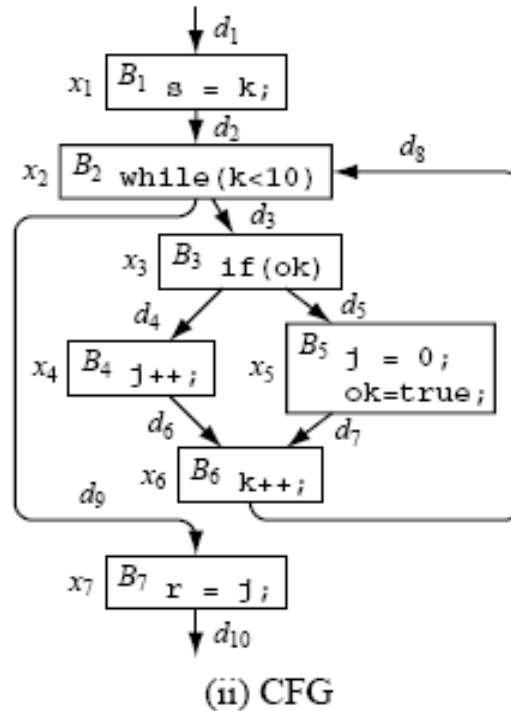 d1
x1 B1 s = k;
d2
d8
x2 B2 while(k<10)
d3
x3 B3 if(ok)
d4 d5
x4 B4 j++;
x5 B5 j = 0;
ok=true;
d6 d7
x6 B6 k++;
d9
x7 B7 r = j;
d10
(ii) CFG